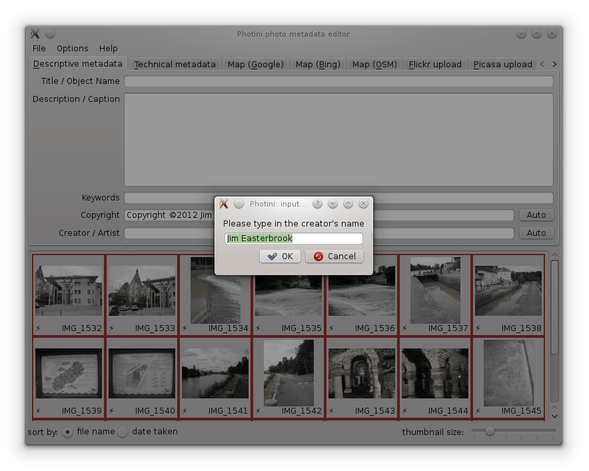 Photini photo metadata editor
File Options Help
Descriptive metadata Technical metadata Map (Google) Map (Bing) Map (OSM) Flickr upload Picasa upload
Title / Object Name
Description / Caption
Keywords
Copyright Copyright ©2012 Jim Auto
Creator / Artist Auto
Photini: input...
Please type in the creator's name
Jim Easterbrook
OK Cancel
IMG_1532 IMG_1533 IMG_1534 IMG_1535 IMG_1536 IMG_1537 IMG_1538
IMG_1539 IMG_1540 IMG_1541 IMG_1542 IMG_1543 IMG_1544 IMG_1545
sort by: file name date taken thumbnail size: